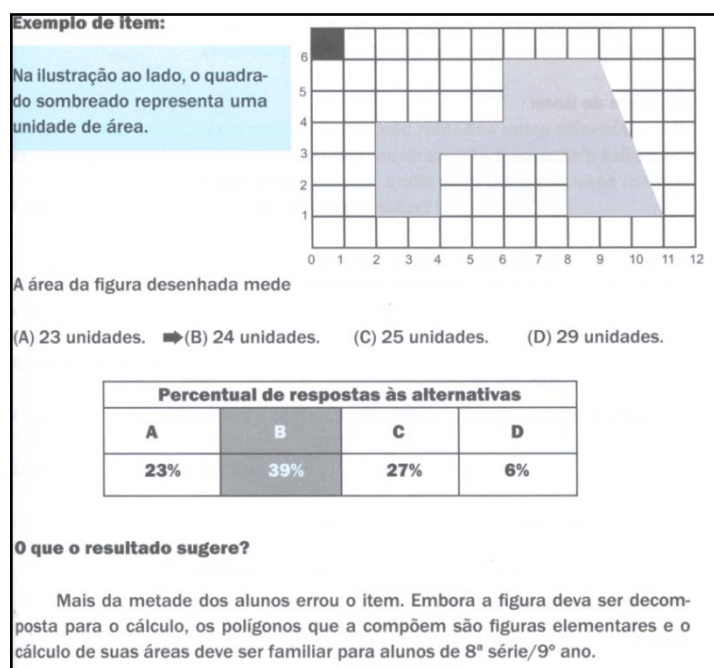 Exemplo de item:
Na ilustração ao lado, o quadra-
do sombreado representa uma
unidade de área.
6
5
4
3
2
1
0 1 2 3 4 5 6 7 8 9 10 11 12
A área da figura desenhada mede
(A) 23 unidades. ➡(B) 24 unidades. (C) 25 unidades. (D) 29 unidades.
Percentual de respostas às alternativas
A B C D
23% 39% 27% 6%
O que o resultado sugere?
Mais da metade dos alunos errou o item. Embora a figura deva ser decom-
posta para o cálculo, os polígonos que a compõem são figuras elementares e o
cálculo de suas áreas deve ser familiar para alunos de 8ª série/9º ano.